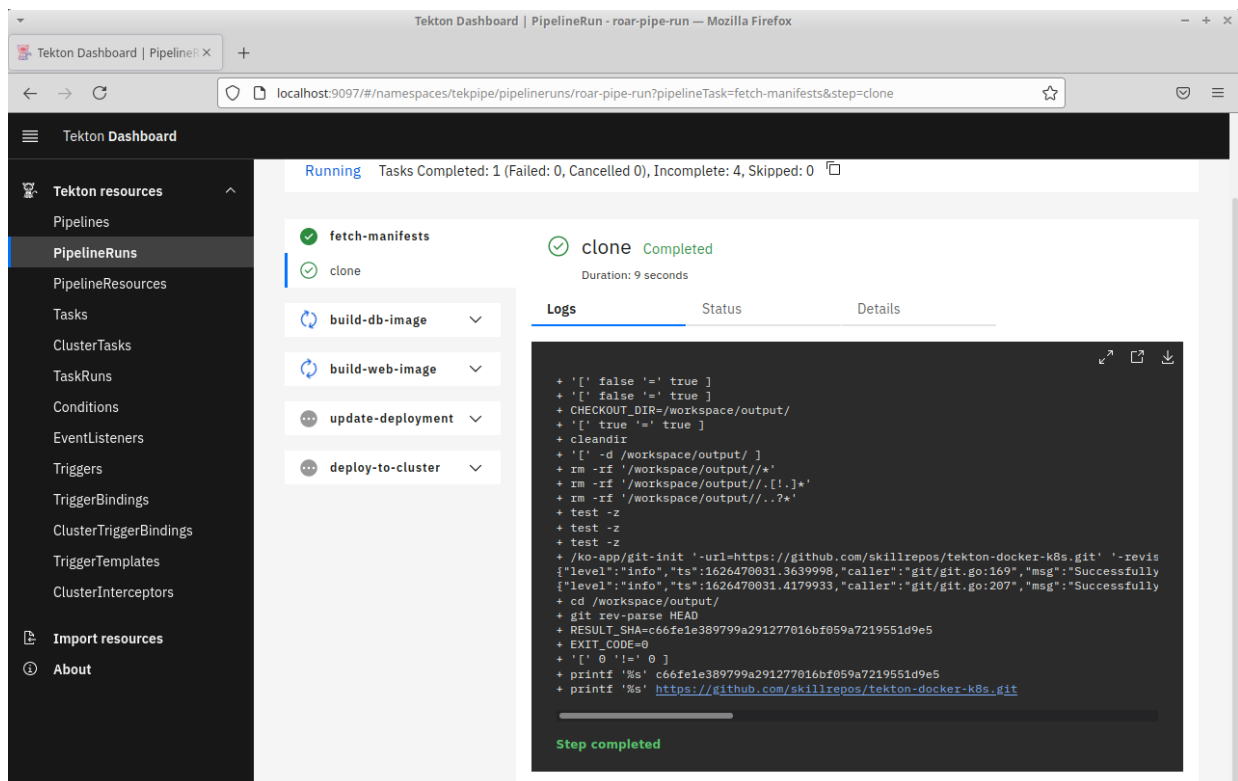 Tekton Dashboard | PipelineRun - roar-pipe-run — Mozilla Firefox
Tekton Dashboard | PipelineR
localhost:9097/#/namespaces/tekpipe/pipelineruns/roar-pipe-run?pipelineTask=fetch-manifests&step=clone
Tekton Dashboard
Running Tasks Completed: 1 (Failed: 0, Cancelled 0), Incomplete: 4, Skipped: 0
Tekton resources
Pipelines
PipelineRuns
PipelineResources
Tasks
ClusterTasks
TaskRuns
Conditions
EventListeners
Triggers
TriggerBindings
ClusterTriggerBindings
TriggerTemplates
ClusterInterceptors
Import resources
About
fetch-manifests
clone
build-db-image
build-web-image
update-deployment
deploy-to-cluster
clone Completed
Duration: 9 seconds
Logs Status Details
+ '[' false '=' true ]
+ '[' false '=' true ]
+ CHECKOUT_DIR=/workspace/output/
+ '[' true '=' true ]
+ cleandir
+ '[' -d /workspace/output/ ]
+ rm -rf '/workspace/output//*'
+ rm -rf '/workspace/output//.[!.]*'
+ rm -rf '/workspace/output//..?*'
+ test -z
+ test -z
+ test -z
+ /ko-app/git-init '-url=https://github.com/skillrepos/tekton-docker-k8s.git' '-revis
{"level":"info","ts":1626470031.3639998,"caller":"git/git.go:169","msg":"Successfully
{"level":"info","ts":1626470031.4179933,"caller":"git/git.go:207","msg":"Successfully
+ cd /workspace/output/
+ git rev-parse HEAD
+ RESULT_SHA=c66fe1e389799a291277016bf059a7219551d9e5
+ EXIT_CODE=0
+ '[' 0 '!=' 0 ]
+ printf '%s' c66fe1e389799a291277016bf059a7219551d9e5
+ printf '%s' https://github.com/skillrepos/tekton-docker-k8s.git
Step completed